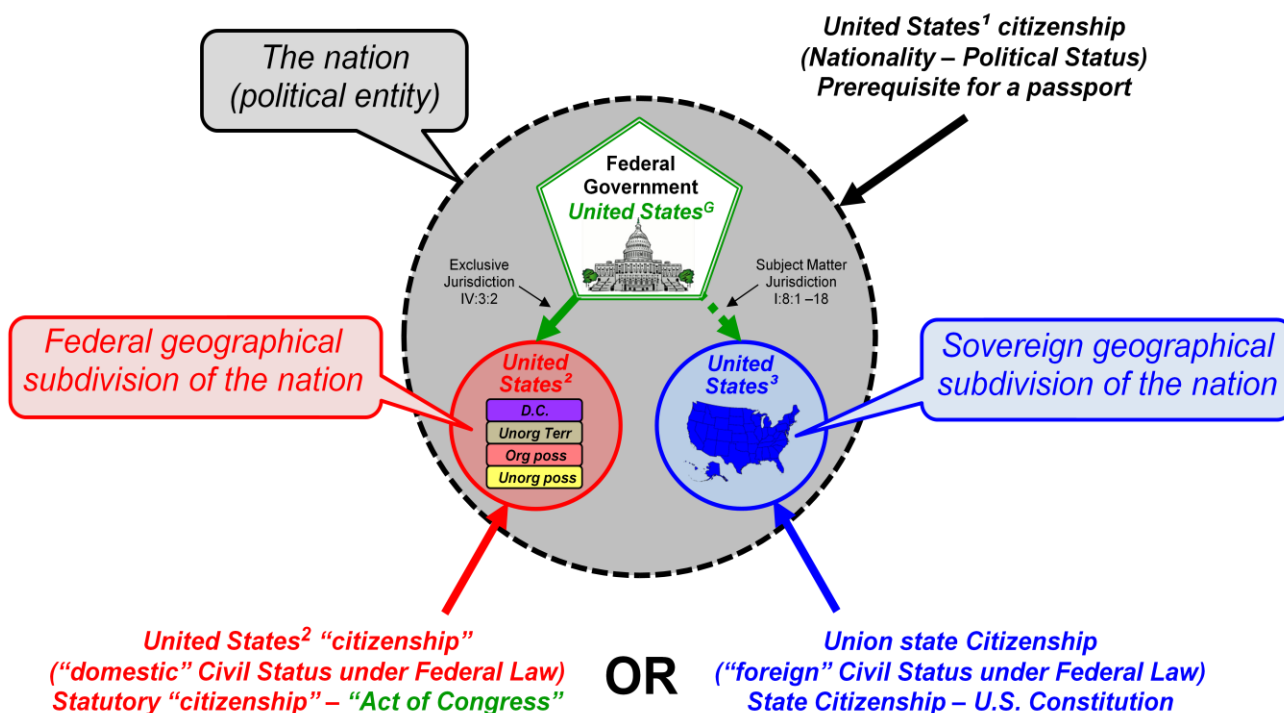 The nation
(political entity)
United States¹ citizenship
(Nationality – Political Status)
Prerequisite for a passport
Federal
Government
United Statesᴳ
Exclusive
Jurisdiction
IV:3:2
Subject Matter
Jurisdiction
I:8:1 –18
Federal geographical
subdivision of the nation
United
States²
D.C.
Unorg Terr
Org poss
Unorg poss
United
States³
Sovereign geographical
subdivision of the nation
United States² “citizenship”
(“domestic” Civil Status under Federal Law)
Statutory “citizenship” – “Act of Congress”
OR
Union state Citizenship
(“foreign” Civil Status under Federal Law)
State Citizenship – U.S. Constitution